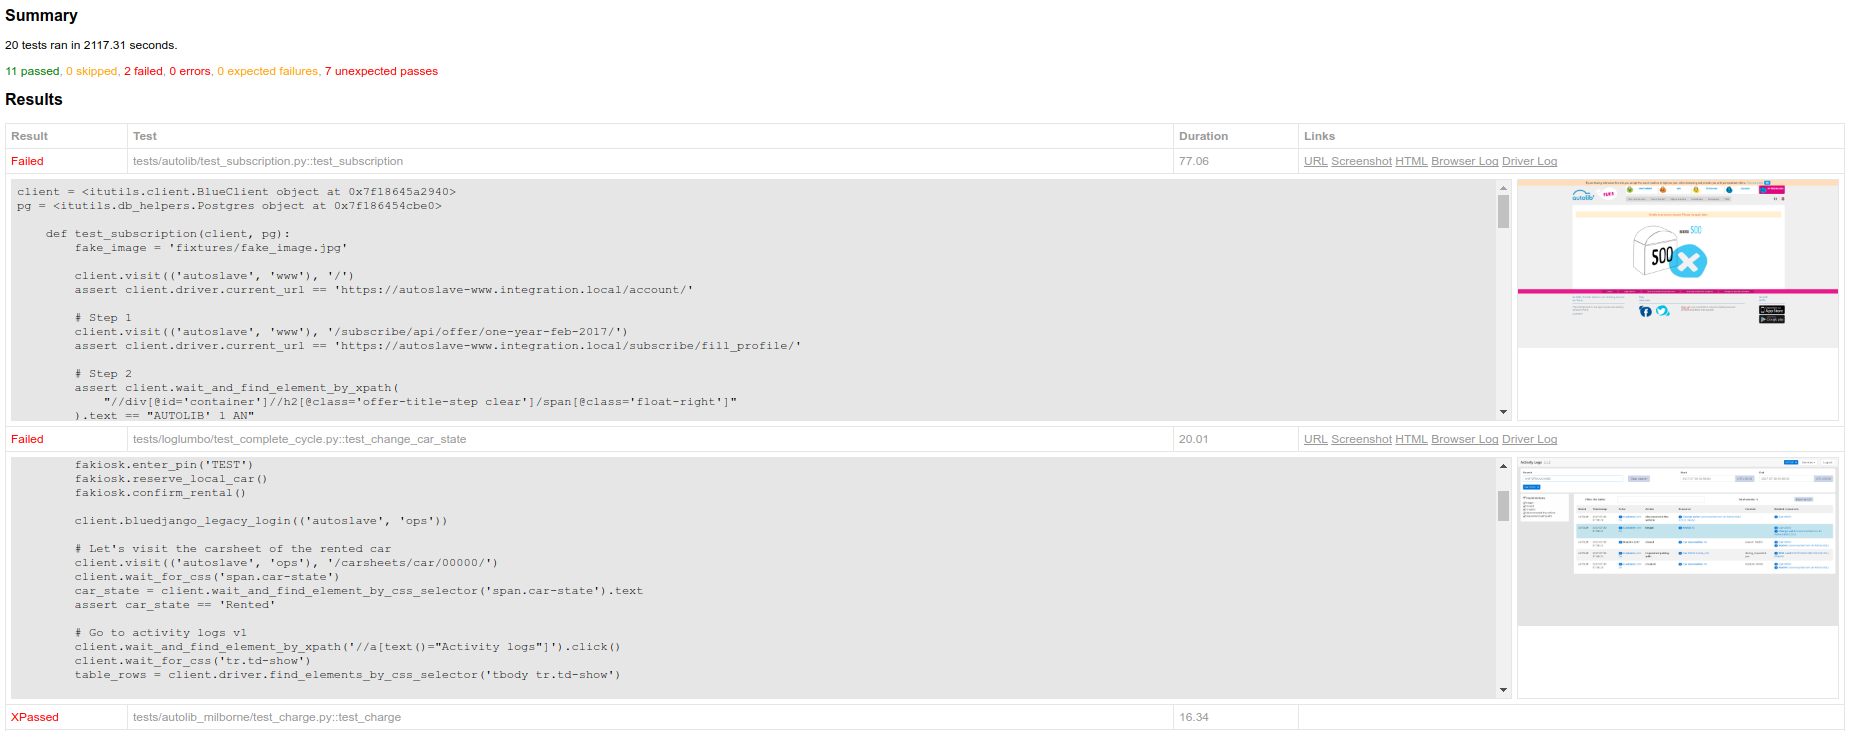 Summary
20 tests ran in 2117.31 seconds.
11 passed, 0 skipped, 2 failed, 0 errors, 0 expected failures, 7 unexpected passes
Results
Result Test Duration Links
Failed tests/autolib/test_subscription.py::test_subscription 77.06 URL Screenshot HTML Browser Log Driver Log
client = <itutils.client.BlueClient object at 0x7f18645a2940>
pg = <itutils.db_helpers.Postgres object at 0x7f186454cbe0>
def test_subscription(client, pg):
fake_image = 'fixtures/fake_image.jpg'
client.visit(('autoslave', 'www'), '/')
assert client.driver.current_url == 'https://autoslave-www.integration.local/account/'
# Step 1
client.visit(('autoslave', 'www'), '/subscribe/api/offer/one-year-feb-2017/')
assert client.driver.current_url == 'https://autoslave-www.integration.local/subscribe/fill_profile/'
# Step 2
assert client.wait_and_find_element_by_xpath(
"//div[@id='container']//h2[@class='offer-title-step clear']/span[@class='float-right']"
).text == "AUTOLIB' 1 AN"
autolib'
PARIS
500
500
App Store
Google play
Failed tests/loglumbo/test_complete_cycle.py::test_change_car_state 20.01 URL Screenshot HTML Browser Log Driver Log
fakiosk.enter_pin('TEST')
fakiosk.reserve_local_car()
fakiosk.confirm_rental()
client.bluedjango_legacy_login(('autoslave', 'ops'))
# Let's visit the carsheet of the rented car
client.visit(('autoslave', 'ops'), '/carsheets/car/00000/')
client.wait_for_css('span.car-state')
car_state = client.wait_and_find_element_by_css_selector('span.car-state').text
assert car_state == 'Rented'
# Go to activity logs v1
client.wait_and_find_element_by_xpath('//a[text()="Activity logs"]').click()
client.wait_for_css('tr.td-show')
table_rows = client.driver.find_elements_by_css_selector('tbody tr.td-show')
Activity Logs
XPassed tests/autolib_milborne/test_charge.py::test_charge 16.34